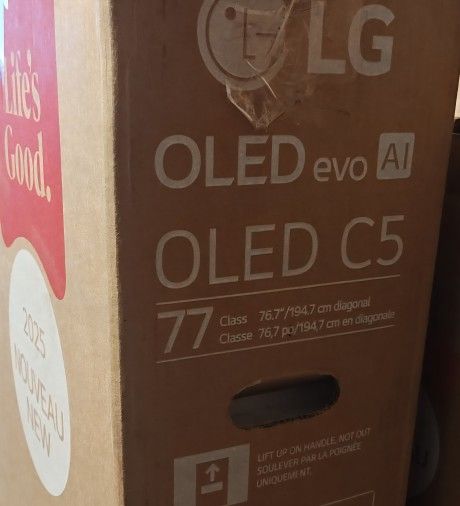 Life's
Good.
2025
NOUVEAU
NEW
LG
OLED evo AI
OLED C5
77 Class 76.7"/194.7 cm diagonal
Classe 76,7 po/194,7 cm en diagonale
LIFT UP ON HANDLE, NOT OUT
SOULEVER PAR LA POIGNÉE
UNIQUEMENT.